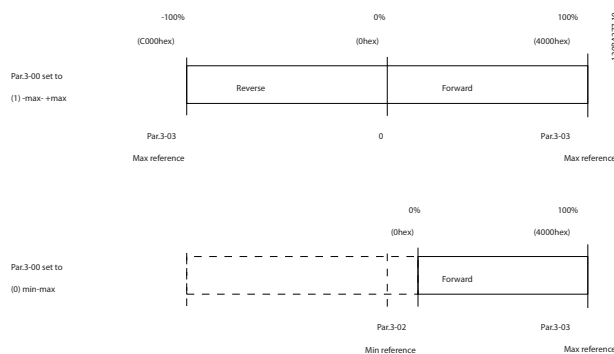 -100% 0% 100%
(C000hex) (0hex) (4000hex)
Par.3-00 set to
(1) -max- +max
Reverse Forward
Par.3-03 0 Par.3-03
Max reference Max reference
0% 100%
(0hex) (4000hex)
Par.3-00 set to
(0) min-max
Forward
Par.3-02 Par.3-03
Min reference Max reference